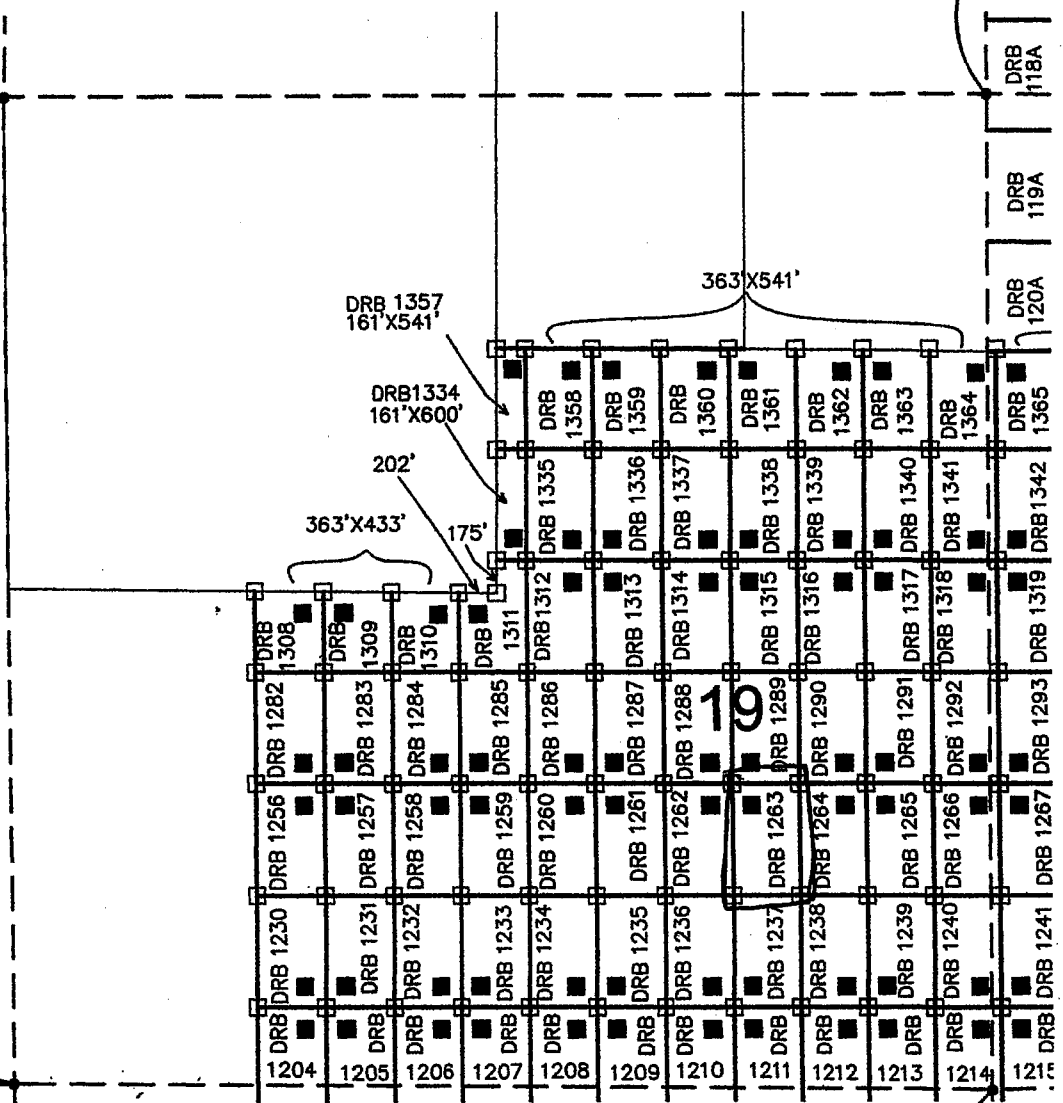 DRB
118A
DRB
119A
DRB
120A
363'X541'
DRB 1357
161'X541'
DRB1334
161'X600'
202'
363'X433'
175'
DRB
1358
DRB
1359
DRB
1360
DRB
1361
DRB
1362
DRB
1363
DRB
1364
DRB
1365
DRB 1335
DRB 1336
DRB 1337
DRB 1338
DRB 1339
DRB 1340
DRB 1341
DRB1342
DRB
1308
DRB
1309
DRB
1310
DRB
1311
DRB1312
DRB 1313
DRB 1314
DRB 1315
DRB 1316
DRB 1317
DRB 1318
DRB 1319
DRB 1282
DRB 1283
DRB 1284
DRB 1285
DRB 1286
DRB 1287
DRB 1288
19
DRB 1289
DRB 1290
DRB 1291
DRB 1292
DRB 1293
DRB 1256
DRB 1257
DRB 1258
DRB 1259
DRB 1260
DRB 1261
DRB 1262
DRB 1263
DRB 1264
DRB 1265
DRB 1266
DRB 1267
DRB 1230
DRB 1231
DRB 1232
DRB 1233
DRB 1234
DRB 1235
DRB 1236
DRB 1237
DRB 1238
DRB 1239
DRB 1240
DRB 1241
DRB
1204
DRB
1205
DRB
1206
DRB
1207
DRB
1208
DRB
1209
DRB
1210
DRB
1211
DRB
1212
DRB
1213
DRB
1214
DRB
1215